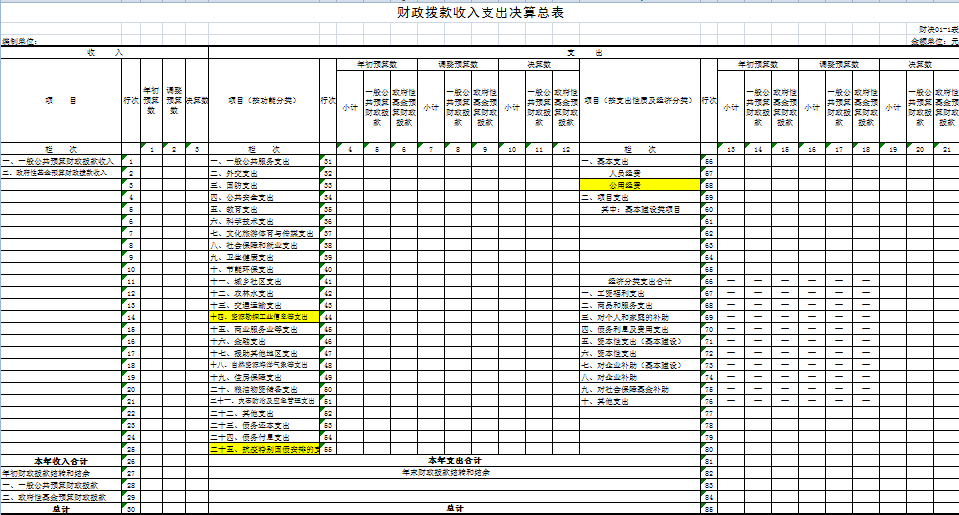 财政拨款收入支出决算总表
财决01-1表
编制单位： 金额单位：元
收 入 支 出
项 目 行次 年初预算数 调整预算数 决算数 项目（按功能分类） 行次 年初预算数 调整预算数 决算数 项目（按支出性质及经济分类） 行次 年初预算数 调整预算数 决算数
小计 一般公共预算财政拨款 政府性基金预算财政拨款 小计 一般公共预算财政拨款 政府性基金预算财政拨款 小计 一般公共预算财政拨款 政府性基金预算财政拨款 小计 一般公共预算财政拨款 政府性基金预算财政拨款 小计 一般公共预算财政拨款 政府性基金预算财政拨款 小计 一般公共预算财政拨款 政府性基金预算财政拨款
栏 次 1 2 3 栏 次 4 5 6 7 8 9 10 11 12 栏 次 13 14 15 16 17 18 19 20 21
一、一般公共预算财政拨款收入 1 一、一般公共服务支出 31 一、基本支出 56
二、政府性基金预算财政拨款收入 2 二、外交支出 32 人员经费 57
3 三、国防支出 33 公用经费 58
4 四、公共安全支出 34 二、项目支出 59
5 五、教育支出 35 其中：基本建设类项目 60
6 六、科学技术支出 36 61
7 七、文化旅游体育与传媒支出 37 62
8 八、社会保障和就业支出 38 63
9 九、卫生健康支出 39 64
10 十、节能环保支出 40 65
11 十一、城乡社区支出 41 经济分类支出合计 66 — — — — — —
12 十二、农林水支出 42 一、工资福利支出 67 — — — — — —
13 十三、交通运输支出 43 二、商品和服务支出 68 — — — — — —
14 十四、资源勘探工业信息等支出 44 三、对个人和家庭的补助 69 — — — — — —
15 十五、商业服务业等支出 45 四、债务利息及费用支出 70 — — — — — —
16 十六、金融支出 46 五、资本性支出（基本建设） 71 — — — — — —
17 十七、援助其他地区支出 47 六、资本性支出 72 — — — — — —
18 十八、自然资源海洋气象等支出 48 七、对企业补助（基本建设） 73 — — — — — —
19 十九、住房保障支出 49 八、对企业补助 74 — — — — — —
20 二十、粮油物资储备支出 50 九、对社会保障基金补助 75 — — — — — —
21 二十一、灾害防治及应急管理支出 51 十、其他支出 76 — — — — — —
22 二十二、其他支出 52 77
23 二十三、债务还本支出 53 78
24 二十四、债务付息支出 54 79
25 二十五、抗疫特别国债安排的支 55 80
本年收入合计 26 本年支出合计 81
年初财政拨款结转和结余 27 年末财政拨款结转和结余 82
一、一般公共预算财政拨款 28 83
二、政府性基金预算财政拨款 29 84
总计 30 总计 85